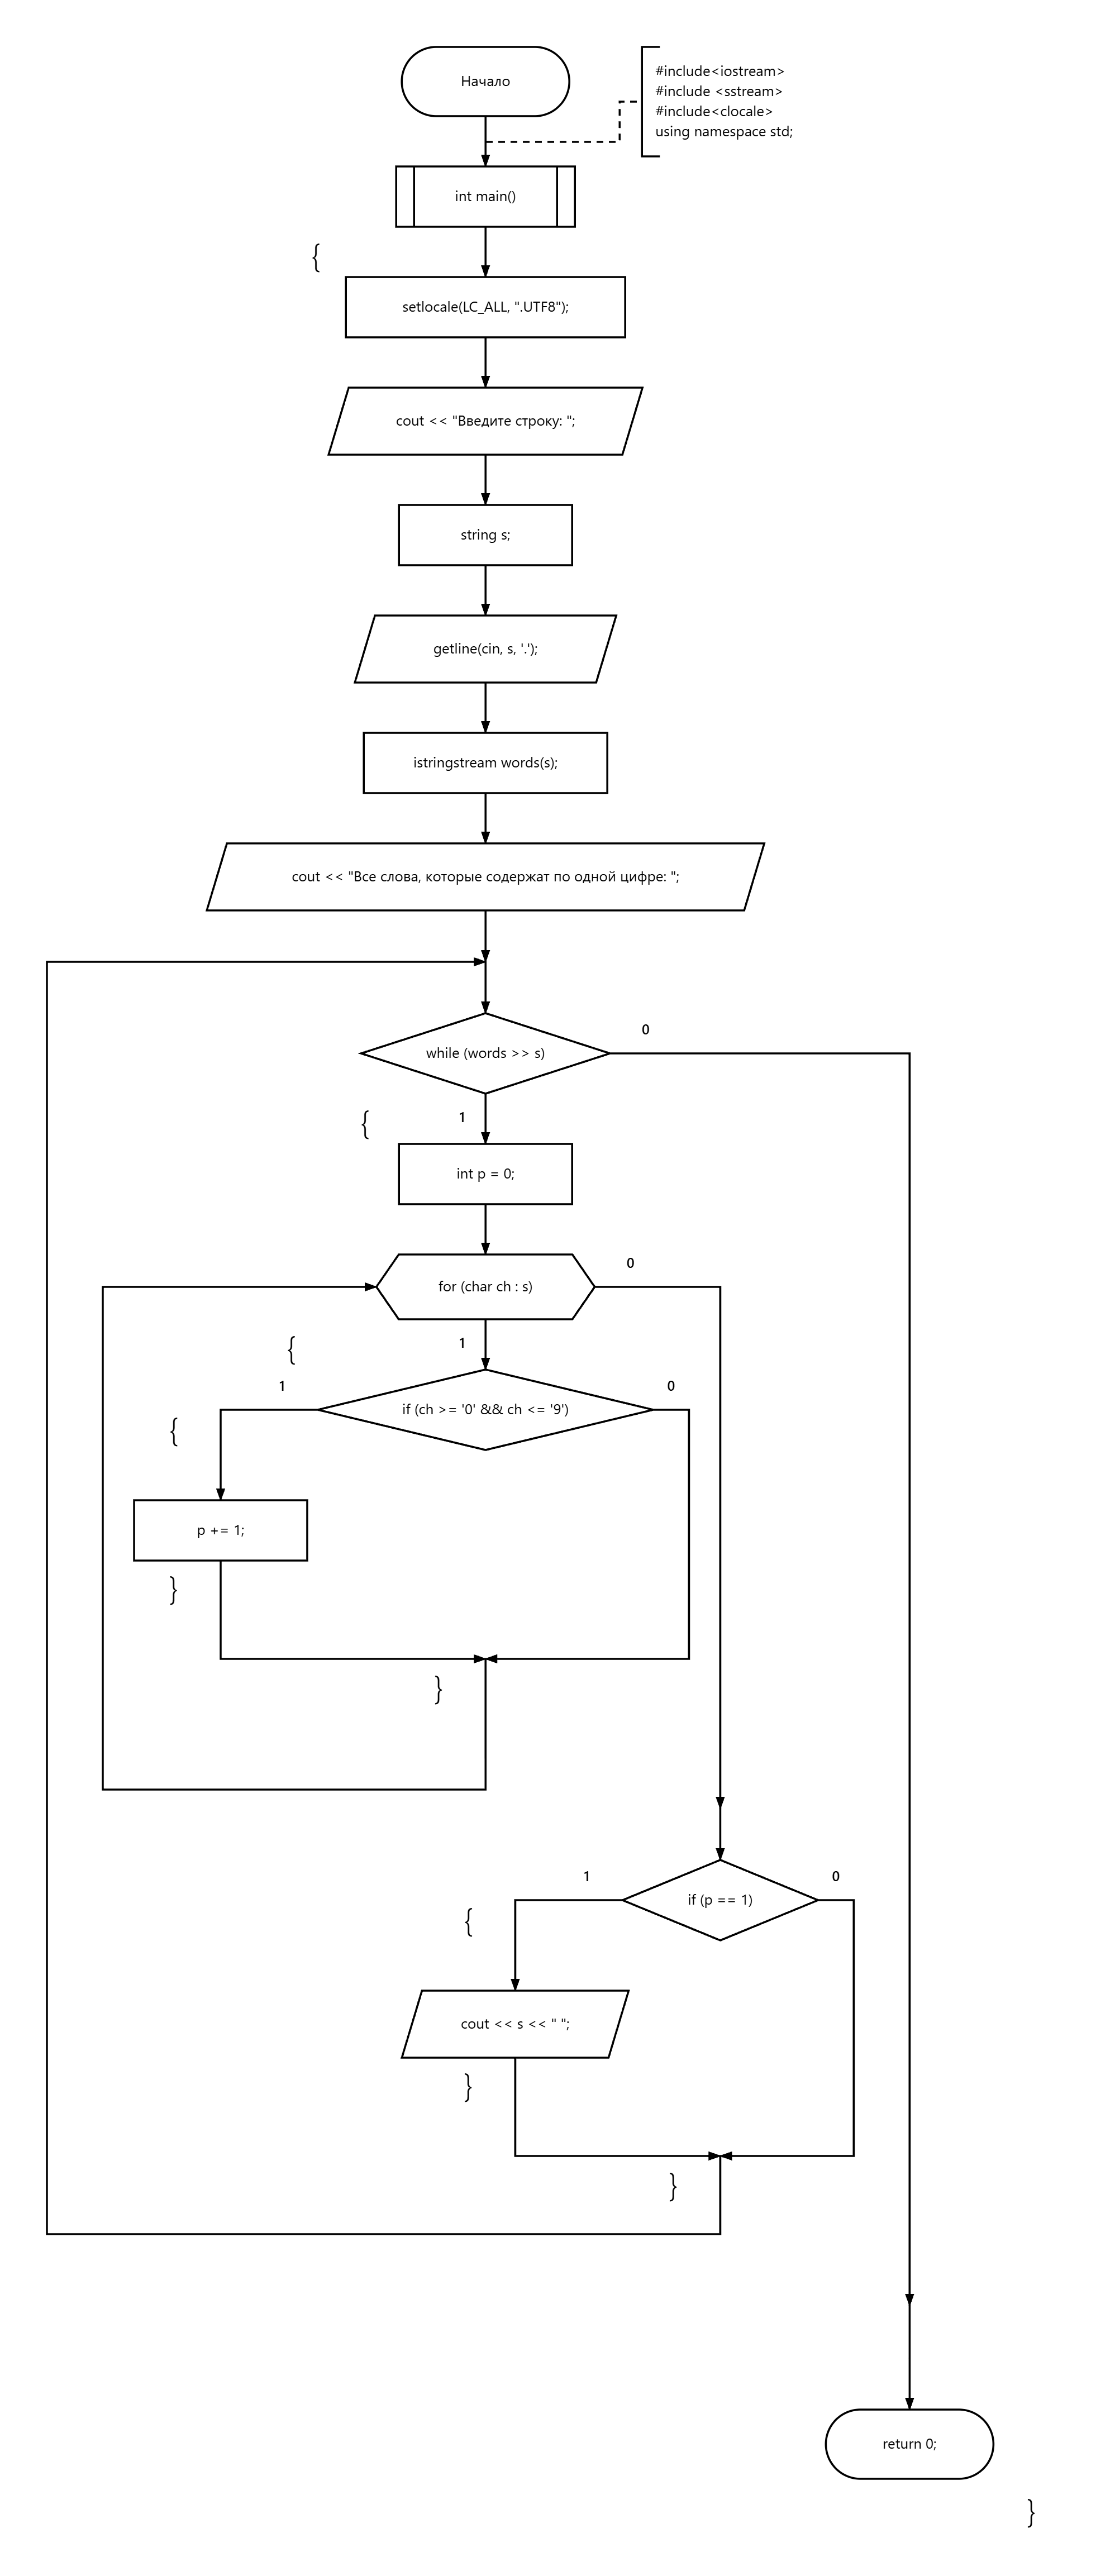 Начало
#include<iostream>
#include <sstream>
#include<clocale>
using namespace std;
int main()
{
setlocale(LC_ALL, ".UTF8");
cout << "Введите строку: ";
string s;
getline(cin, s, '.');
istringstream words(s);
cout << "Все слова, которые содержат по одной цифре: ";
while (words >> s)
0
1
{
int p = 0;
for (char ch : s)
0
1
{
if (ch >= '0' && ch <= '9')
1
0
{
p += 1;
}
}
if (p == 1)
1
0
{
cout << s << " ";
}
}
return 0;
}